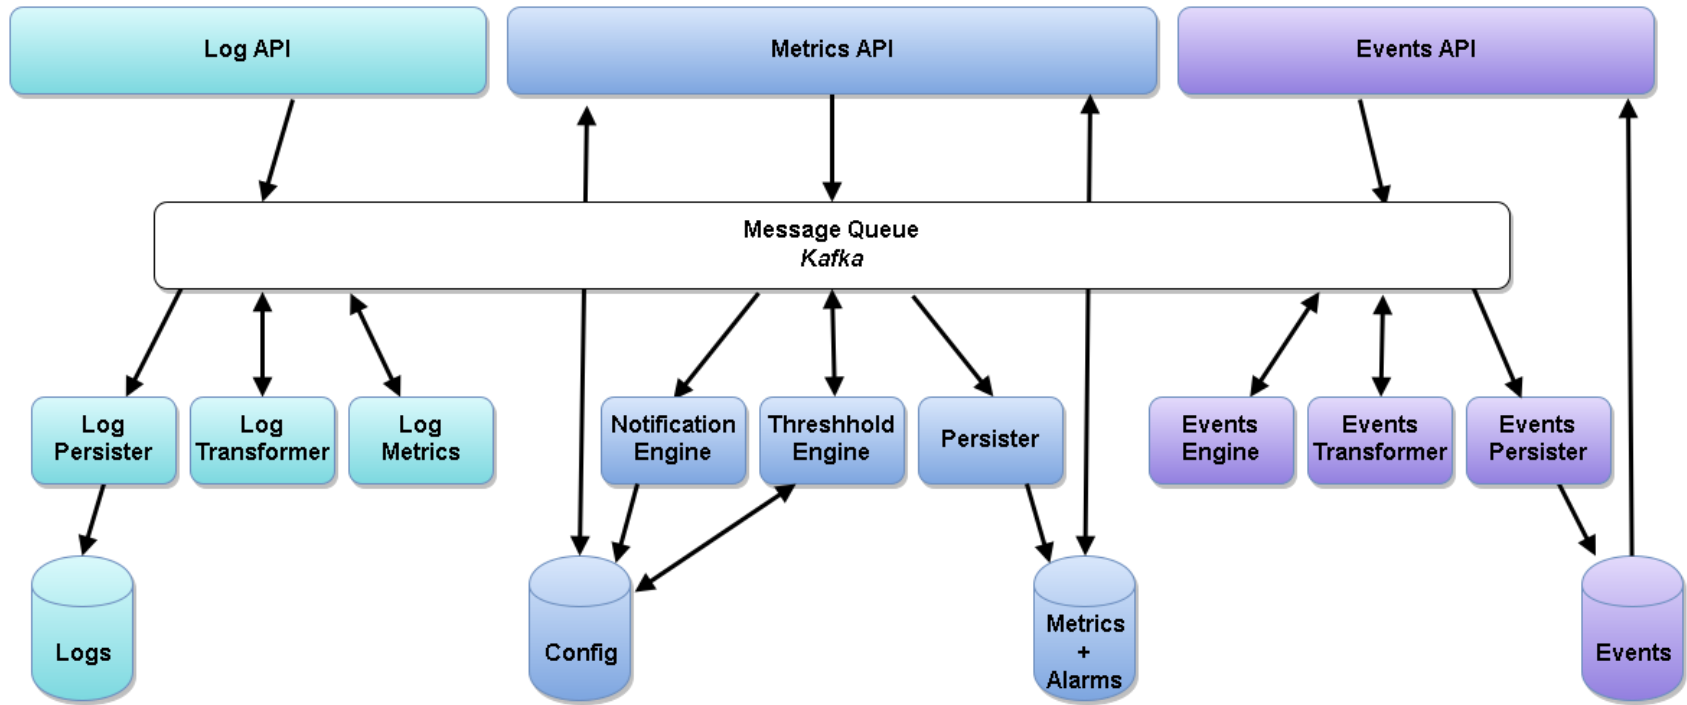 Log API
Metrics API
Events API
Message Queue
Kafka
Log
Persister
Log
Transformer
Log
Metrics
Notification
Engine
Threshhold
Engine
Persister
Events
Engine
Events
Transformer
Events
Persister
Logs
Config
Metrics
+
Alarms
Events